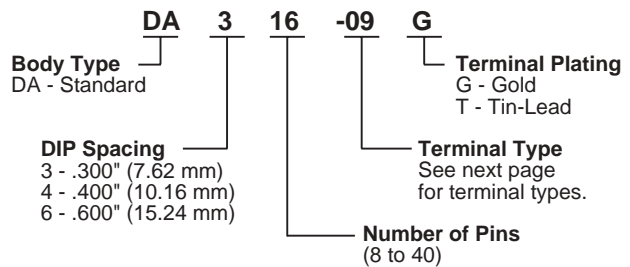 DA 3 16 -09 G
Body Type
DA - Standard
Terminal Plating
G - Gold
T - Tin-Lead
DIP Spacing
3 - .300" (7.62 mm)
4 - .400" (10.16 mm)
6 - .600" (15.24 mm)
Terminal Type
See next page
for terminal types.
Number of Pins
(8 to 40)